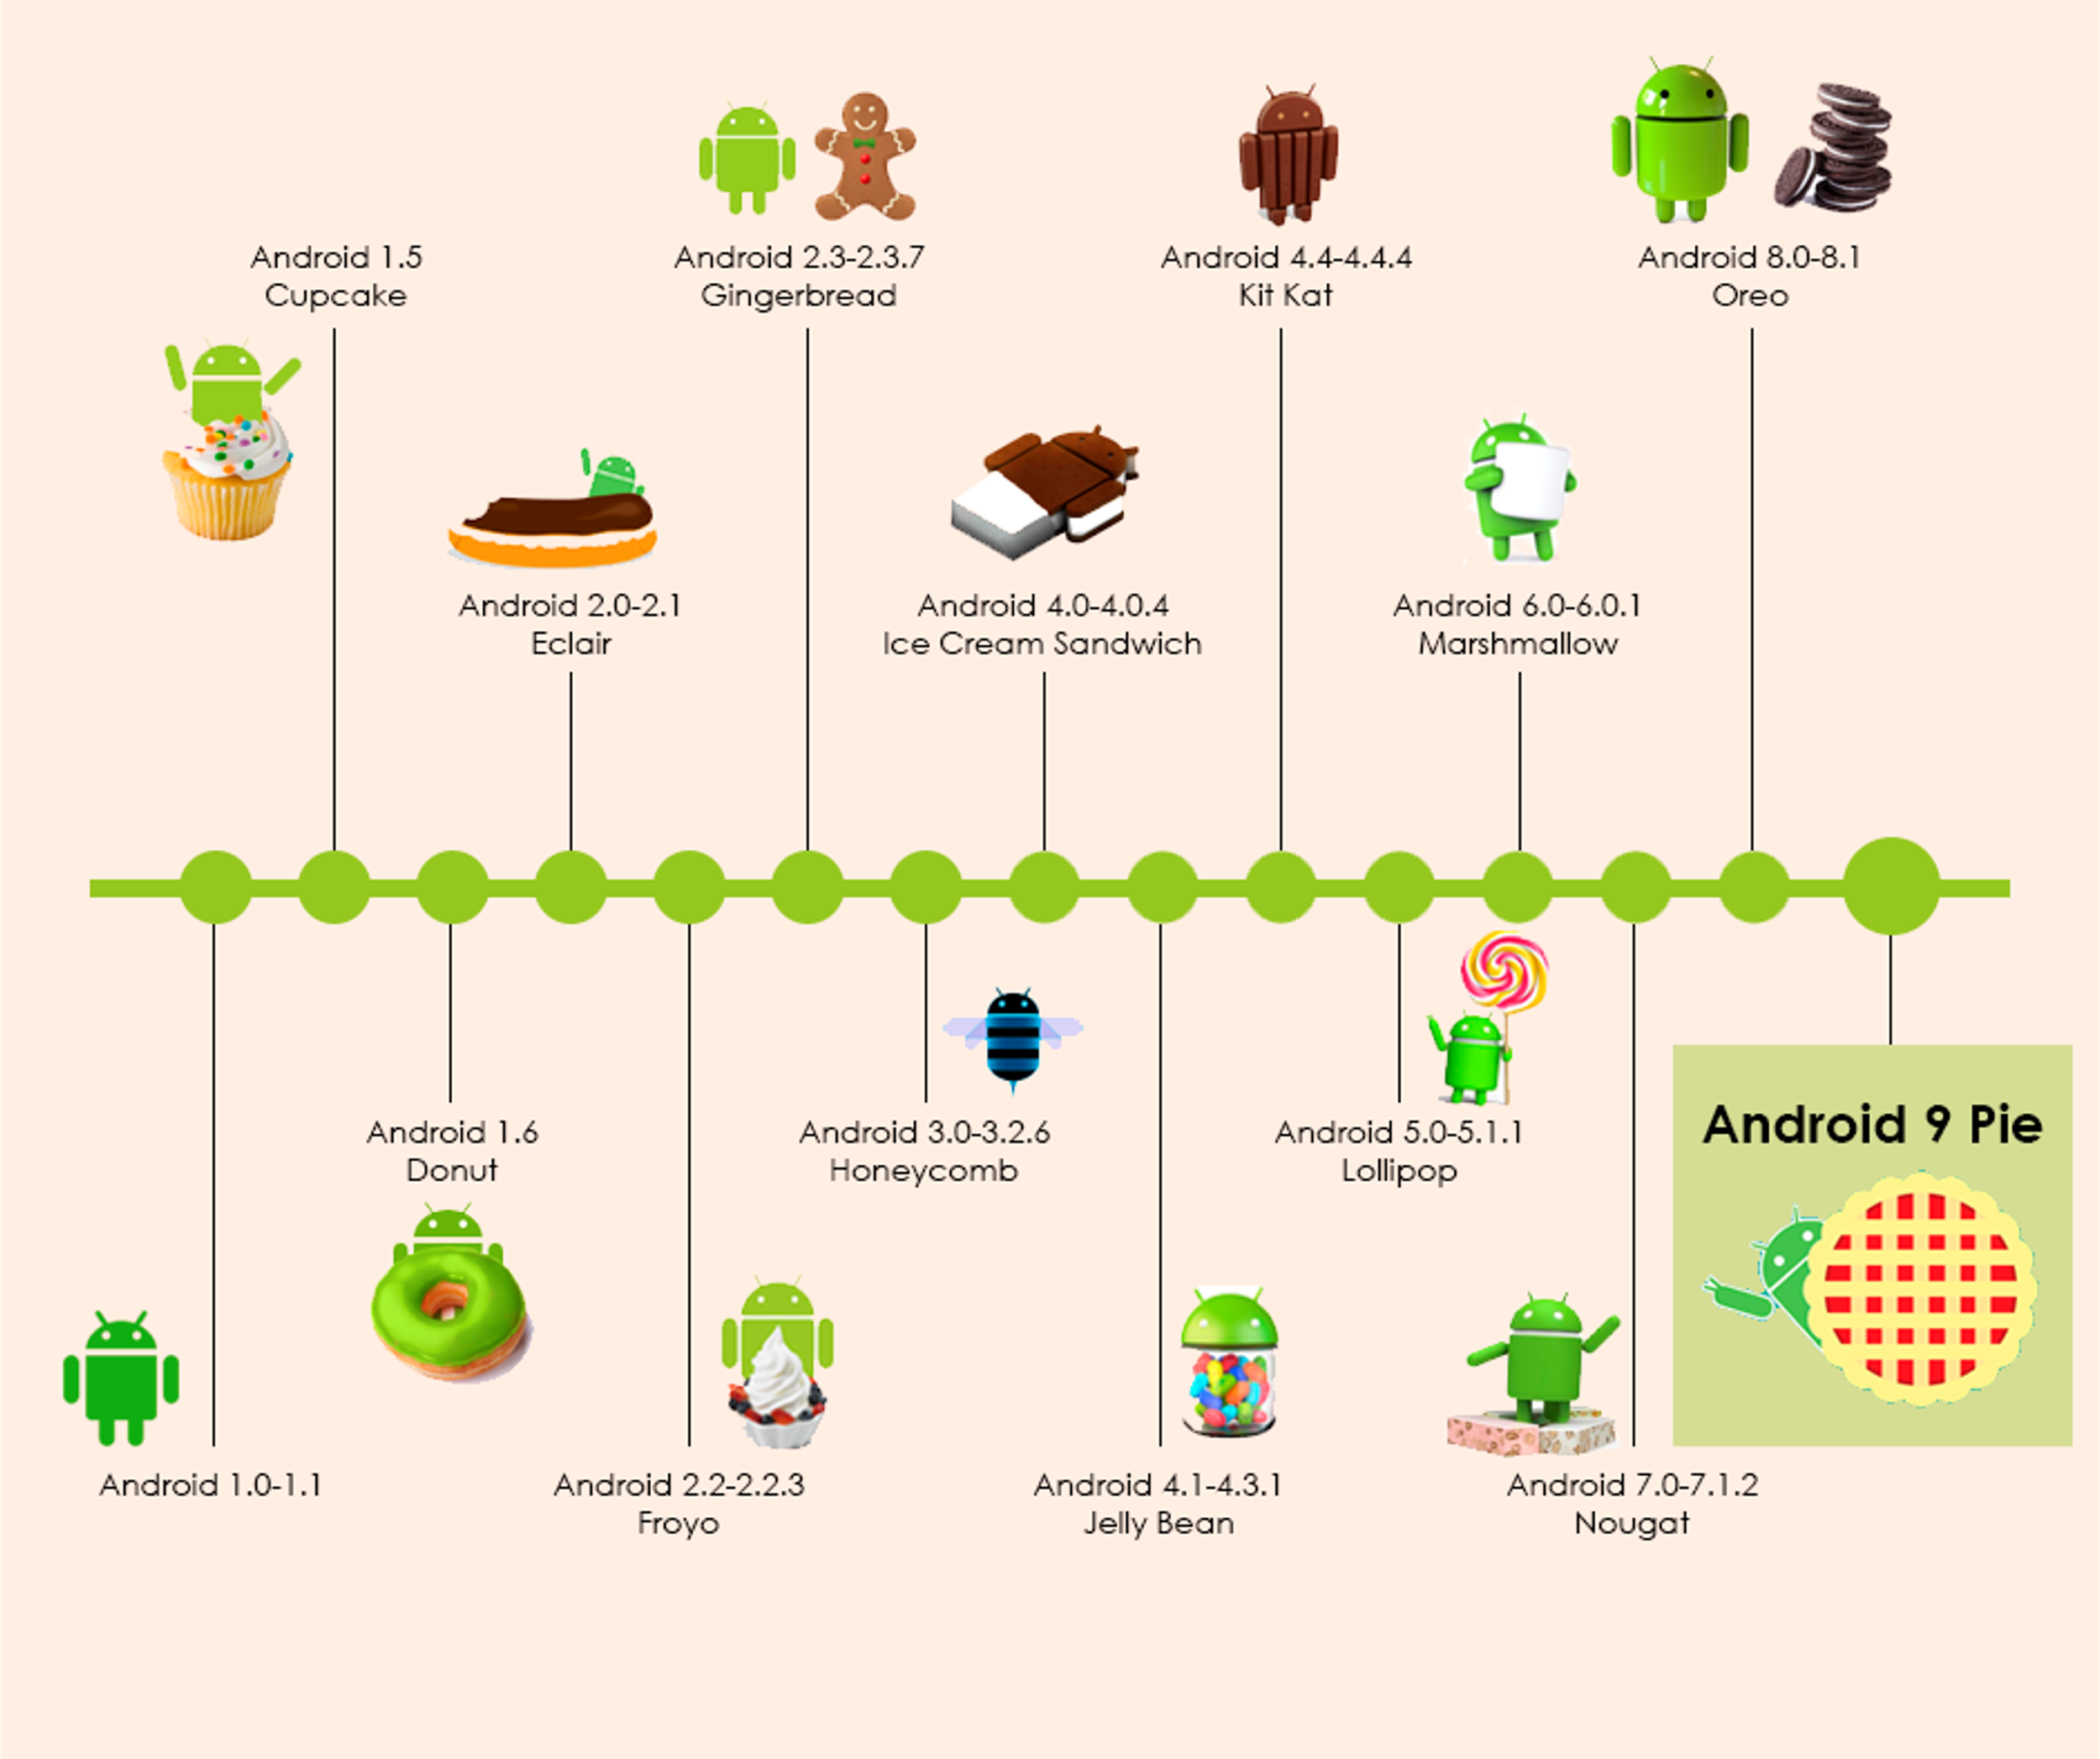 Android 2.3-2.3.7
Gingerbread
Android 4.4-4.4.4
Kit Kat
Android 8.0-8.1
Oreo
Android 1.5
Cupcake
Android 2.0-2.1
Eclair
Android 4.0-4.0.4
Ice Cream Sandwich
Android 6.0-6.0.1
Marshmallow
Android 1.6
Donut
Android 3.0-3.2.6
Honeycomb
Android 5.0-5.1.1
Lollipop
Android 9 Pie
Android 1.0-1.1
Android 2.2-2.2.3
Froyo
Android 4.1-4.3.1
Jelly Bean
Android 7.0-7.1.2
Nougat